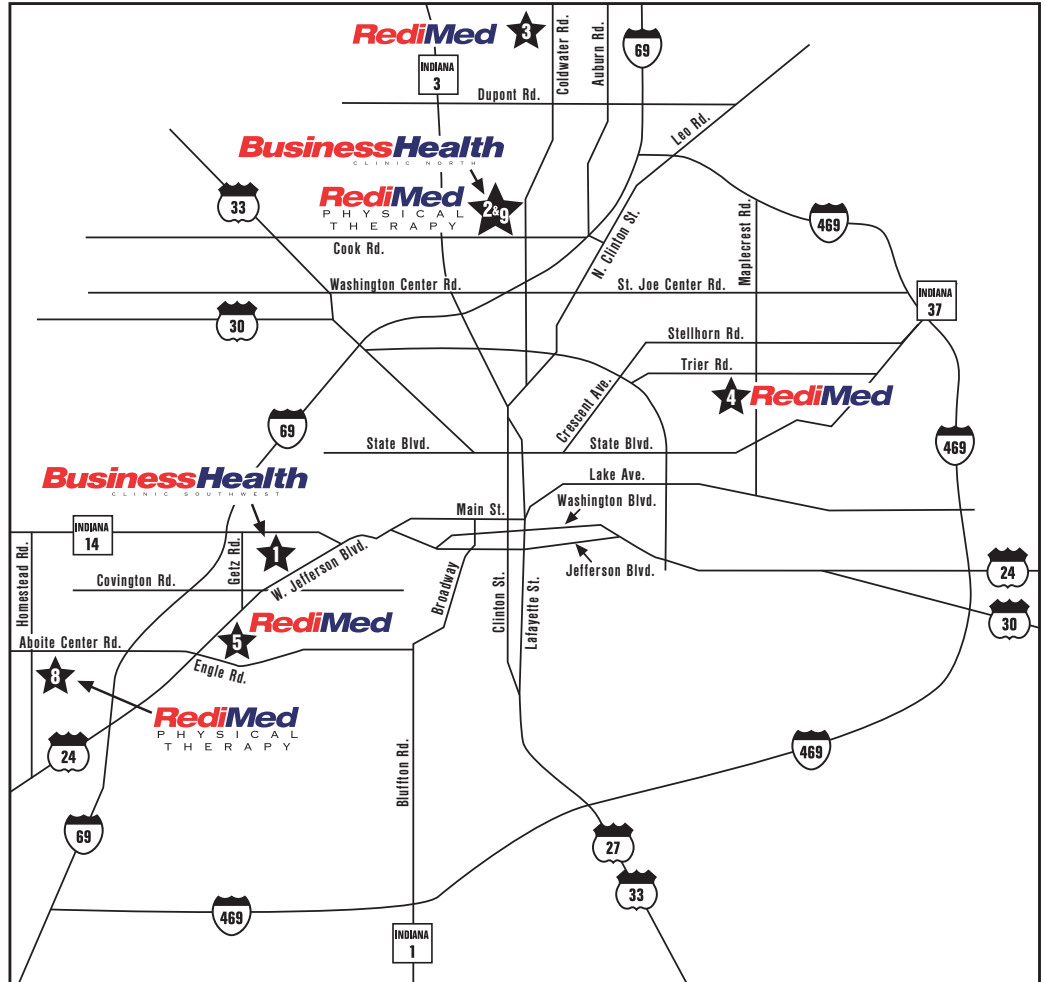 RediMed
3
Coldwater Rd.
Auburn Rd.
69
INDIANA
3
Dupont Rd.
Leo Rd.
BusinessHealth
CLINIC NORTH
33
RediMed
PHYSICAL
THERAPY
2&9
N. Clinton St.
Maplecrest Rd.
469
Cook Rd.
Washington Center Rd.
St. Joe Center Rd.
INDIANA
37
30
Stellhorn Rd.
Trier Rd.
4
RediMed
Crescent Ave.
69
State Blvd.
State Blvd.
469
BusinessHealth
CLINIC SOUTHWEST
Lake Ave.
Washington Blvd.
Main St.
INDIANA
14
Homestead Rd.
Getz Rd.
1
W. Jefferson Blvd.
Jefferson Blvd.
24
Covington Rd.
Broadway
Clinton St.
Lafayette St.
30
RediMed
5
Aboite Center Rd.
Engle Rd.
8
RediMed
PHYSICAL
THERAPY
24
469
Bluffton Rd.
69
27
33
469
INDIANA
1